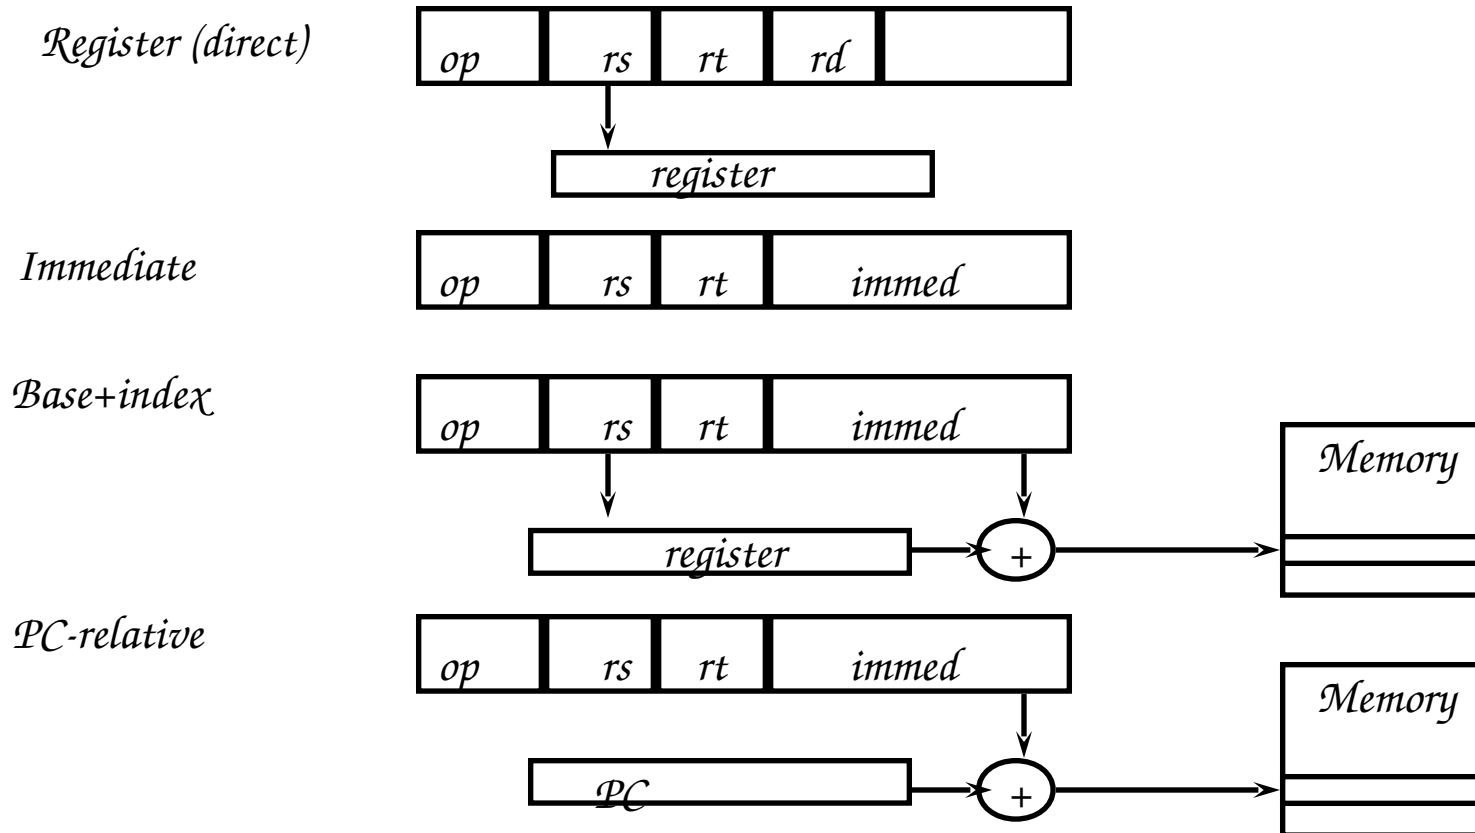 Register (direct)
op rs rt rd
register
Immediate
op rs rt immed
Base+index
op rs rt immed
Memory
register +
PC-relative
op rs rt immed
Memory
PC +